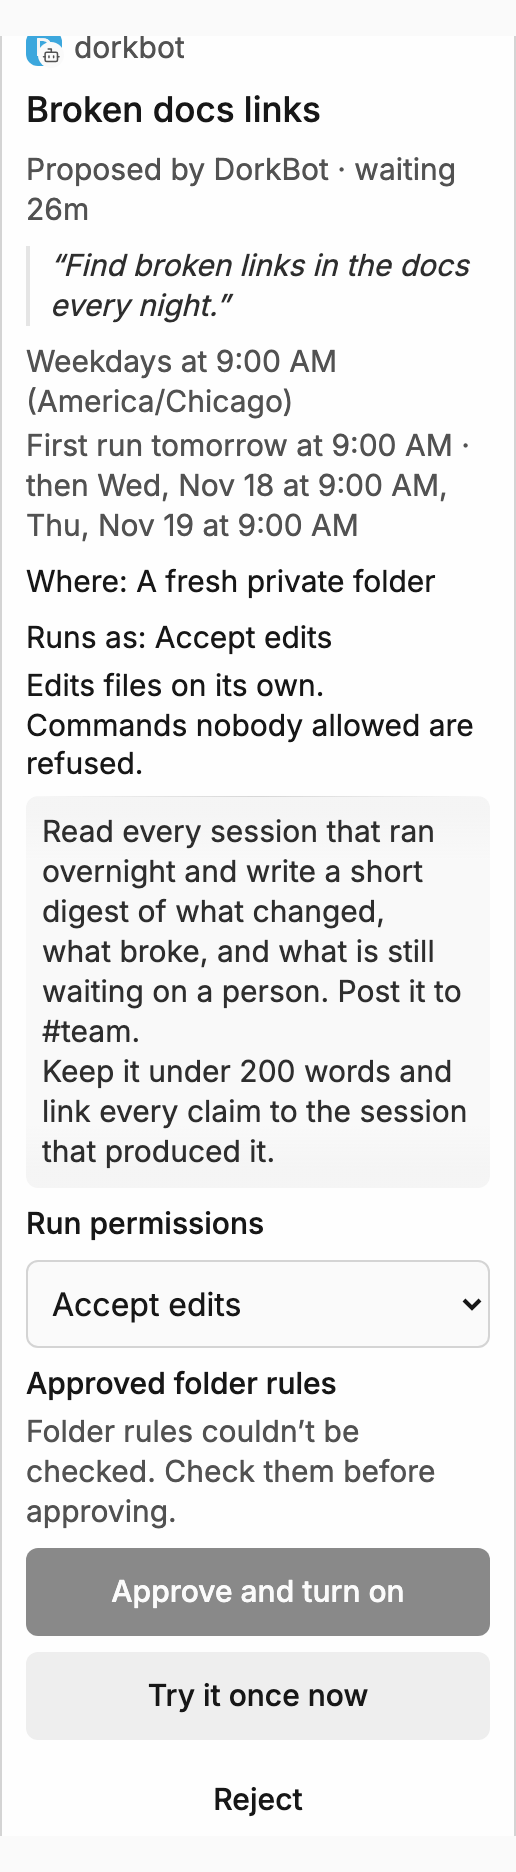 dorkbot
Broken docs links
Proposed by DorkBot · waiting
26m
“Find broken links in the docs
every night.”
Weekdays at 9:00 AM
(America/Chicago)
First run tomorrow at 9:00 AM ·
then Wed, Nov 18 at 9:00 AM,
Thu, Nov 19 at 9:00 AM
Where: A fresh private folder
Runs as: Accept edits
Edits files on its own.
Commands nobody allowed are
refused.
Read every session that ran
overnight and write a short
digest of what changed,
what broke, and what is still
waiting on a person. Post it to
#team.
Keep it under 200 words and
link every claim to the session
that produced it.
Run permissions
Accept edits
Approved folder rules
Folder rules couldn’t be
checked. Check them before
approving.
Approve and turn on
Try it once now
Reject